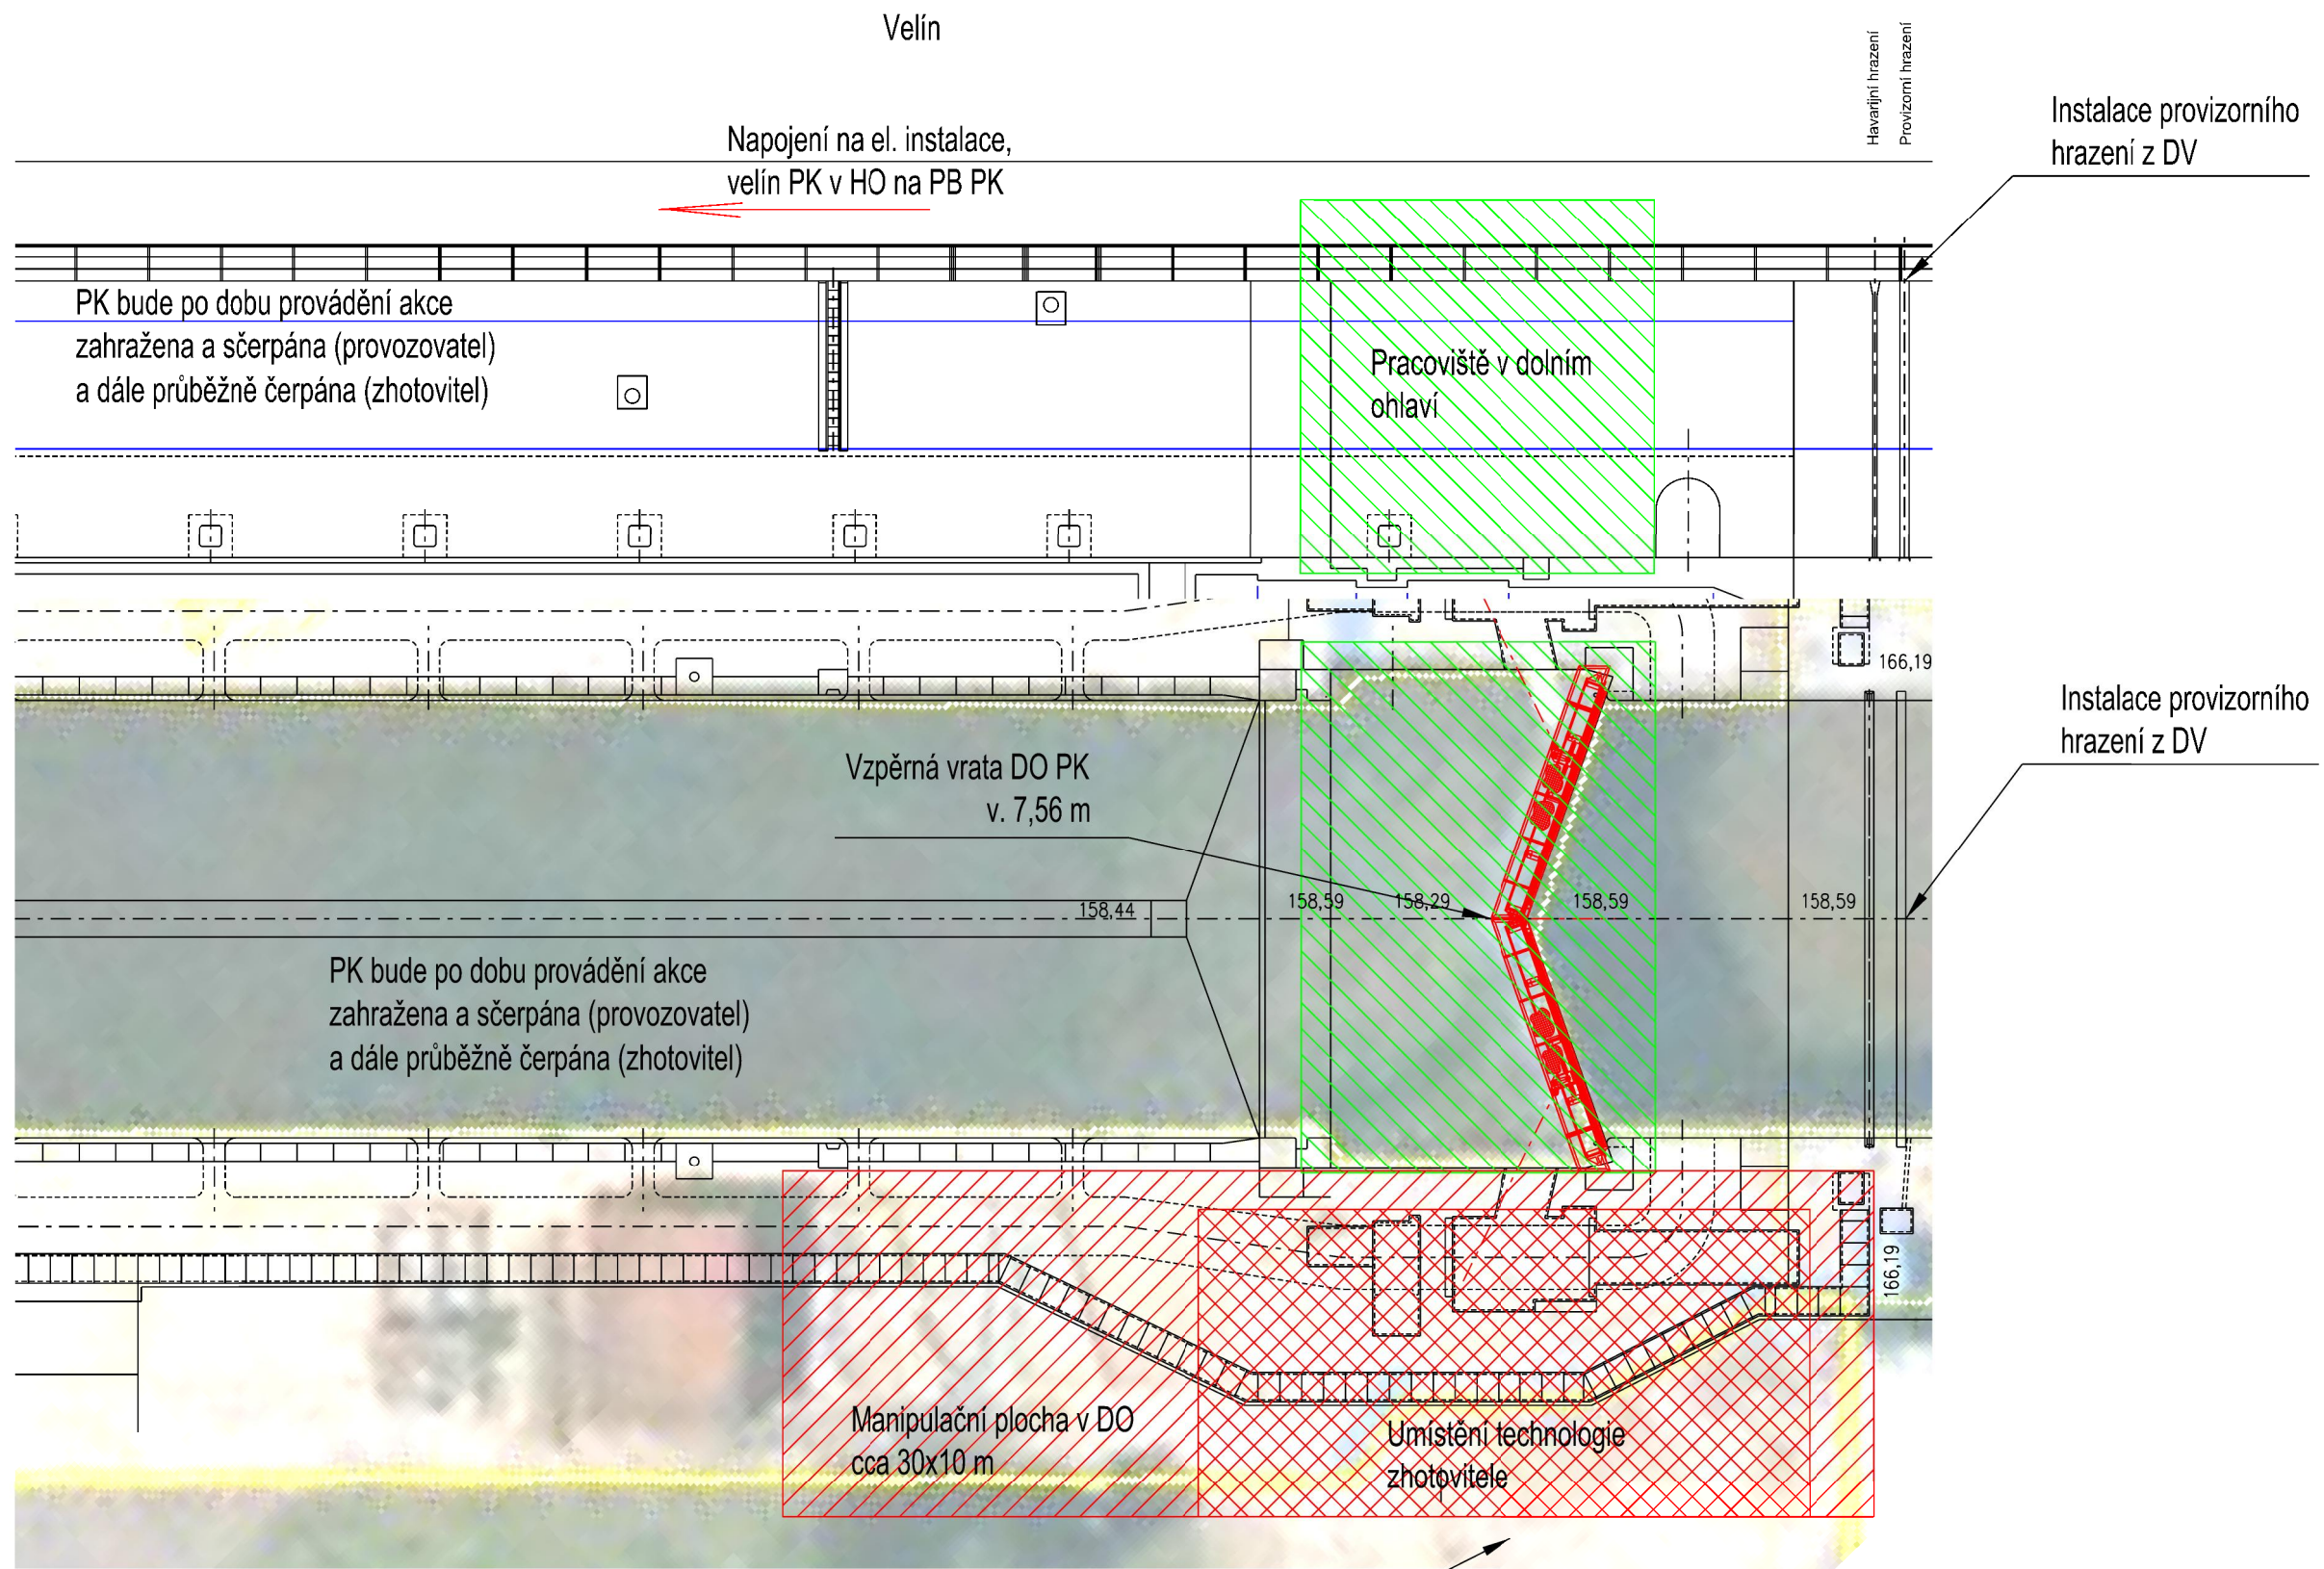 Velín
Havarijní hrazení
Provizorní hrazení
Instalace provizorního
hrazení z DV
Napojení na el. instalace,
velín PK v HO na PB PK
PK bude po dobu provádění akce
zahražena a sčerpána (provozovatel)
a dále průběžně čerpána (zhotovitel)
Pracoviště v dolním
ohlaví
166,19
Instalace provizorního
hrazení z DV
Vzpěrná vrata DO PK
v. 7,56 m
158,44
158,59
158,29
158,59
158,59
PK bude po dobu provádění akce
zahražena a sčerpána (provozovatel)
a dále průběžně čerpána (zhotovitel)
166,19
Manipulační plocha v DO
cca 30x10 m
Umístění technologie
zhotovitele